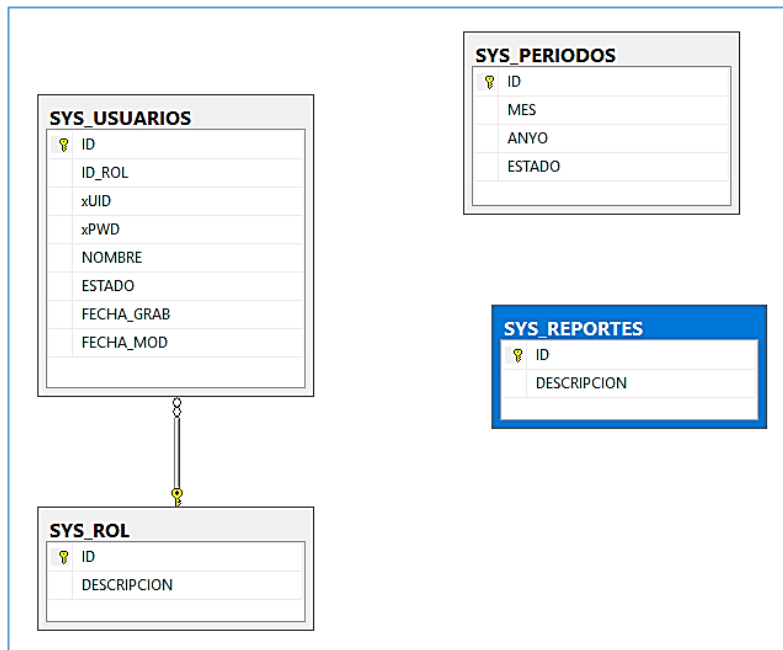 SYS_USUARIOS
ID
ID_ROL
xUID
xPWD
NOMBRE
ESTADO
FECHA_GRAB
FECHA_MOD
SYS_ROL
ID
DESCRIPCION
SYS_PERIODOS
ID
MES
ANYO
ESTADO
SYS_REPORTES
ID
DESCRIPCION